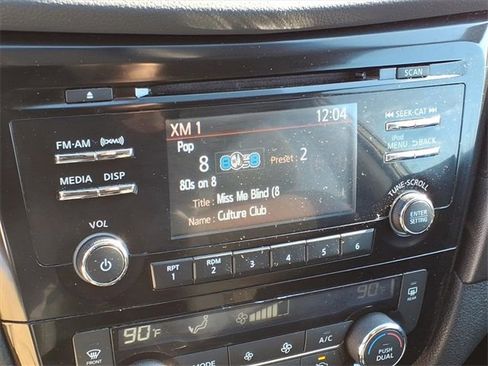 SCAN
XM 1 12:04
Pop
8 Preset: 2
80s on 8
Title : Miss Me Blind (8
Name : Culture Club
FM·AM
MEDIA DISP
VOL
SEEK·CAT
iPod
MENU BACK
TUNE·SCROLL
ENTER
SETTING
RPT
1
RDM
2
3
4
5
6
90°F
90°F
FRONT
MODE
A/C
PUSH
DUAL
REAR